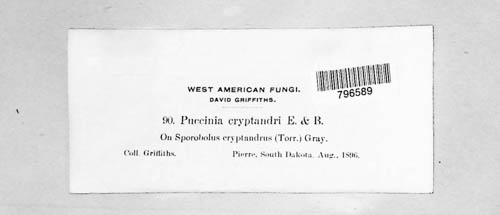 WEST AMERICAN FUNGI.
DAVID GRIFFITHS.
796589
90. Puccinia cryptandri E. & B.
On Sporobolus cryptandrus (Torr.) Gray.
Coll. Griffiths. Pierre, South Dakota. Aug., 1896.